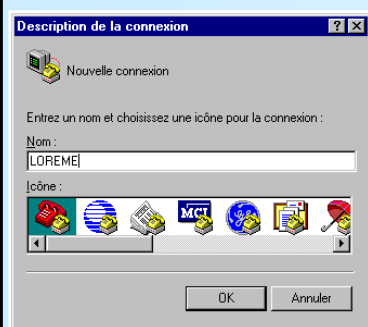 Description de la connexion
Nouvelle connexion
Entrez un nom et choisissez une icône pour la connexion :
Nom :
LOREME
Icône :
MCI
OK Annuler